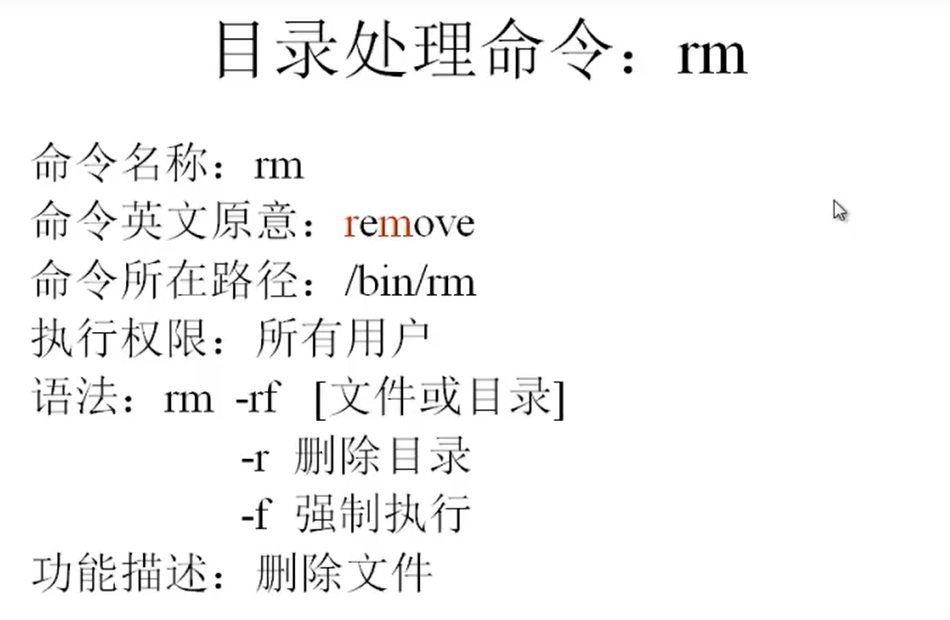 目录处理命令：rm
命令名称：rm
命令英文原意：remove
命令所在路径：/bin/rm
执行权限：所有用户
语法：rm -rf [文件或目录]
-r 删除目录
-f 强制执行
功能描述：删除文件